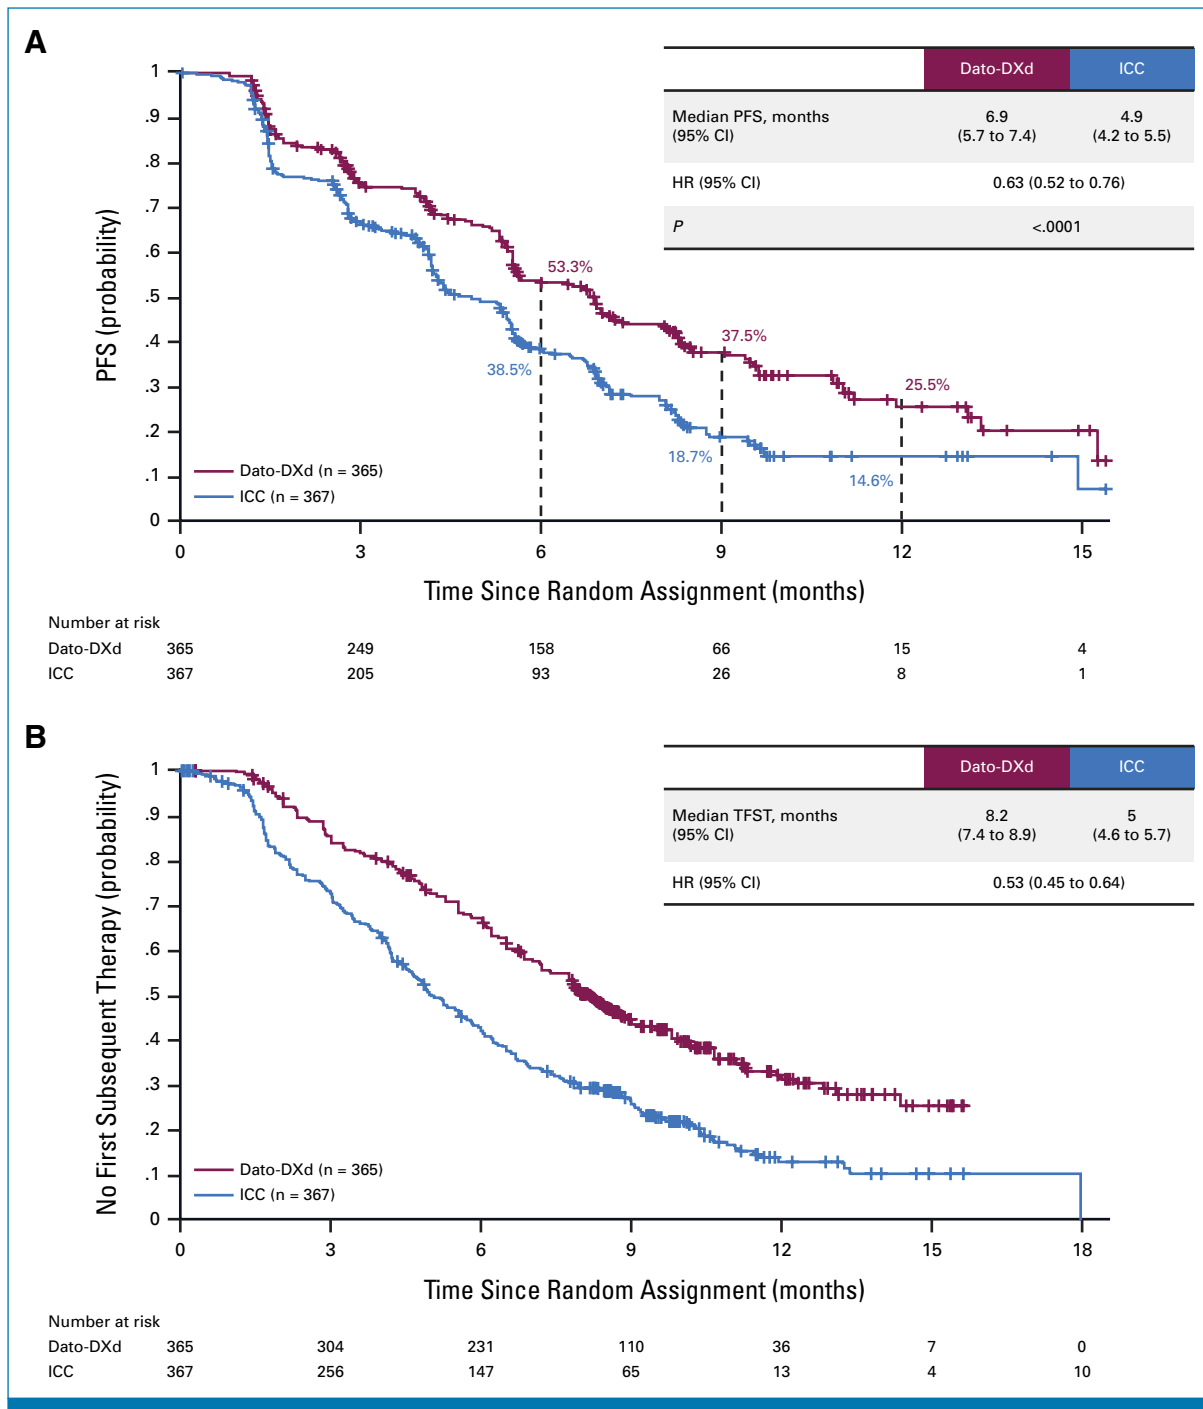 A
Dato-DXd ICC
Median PFS, months 6.9 4.9
(95% CI) (5.7 to 7.4) (4.2 to 5.5)
HR (95% CI) 0.63 (0.52 to 0.76)
P <.0001
PFS (probability)
1
.9
.8
.7
.6
.5
.4
.3
.2
.1
0
53.3%
38.5%
37.5%
18.7%
25.5%
14.6%
Dato-DXd (n = 365)
ICC (n = 367)
0 3 6 9 12 15
Time Since Random Assignment (months)
Number at risk
Dato-DXd 365 249 158 66 15 4
ICC 367 205 93 26 8 1
B
Dato-DXd ICC
Median TFST, months 8.2 5
(95% CI) (7.4 to 8.9) (4.6 to 5.7)
HR (95% CI) 0.53 (0.45 to 0.64)
No First Subsequent Therapy (probability)
1
.9
.8
.7
.6
.5
.4
.3
.2
.1
0
Dato-DXd (n = 365)
ICC (n = 367)
0 3 6 9 12 15 18
Time Since Random Assignment (months)
Number at risk
Dato-DXd 365 304 231 110 36 7 0
ICC 367 256 147 65 13 4 10